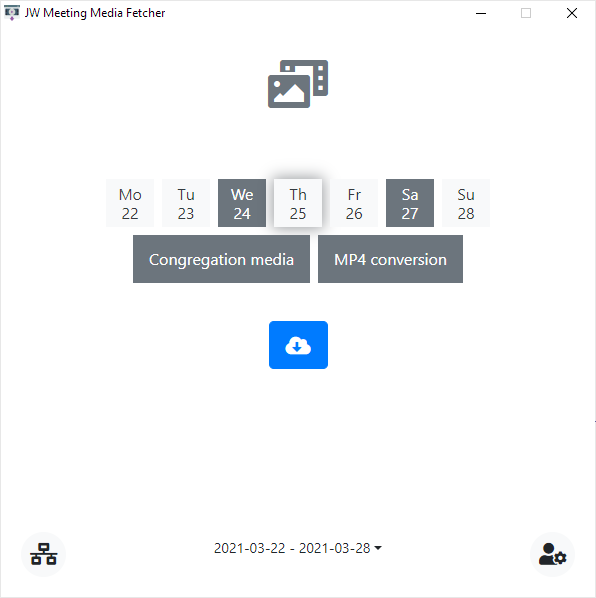 JW Meeting Media Fetcher
Mo Tu We Th Fr Sa Su
22 23 24 25 26 27 28
Congregation media MP4 conversion
2021-03-22 - 2021-03-28